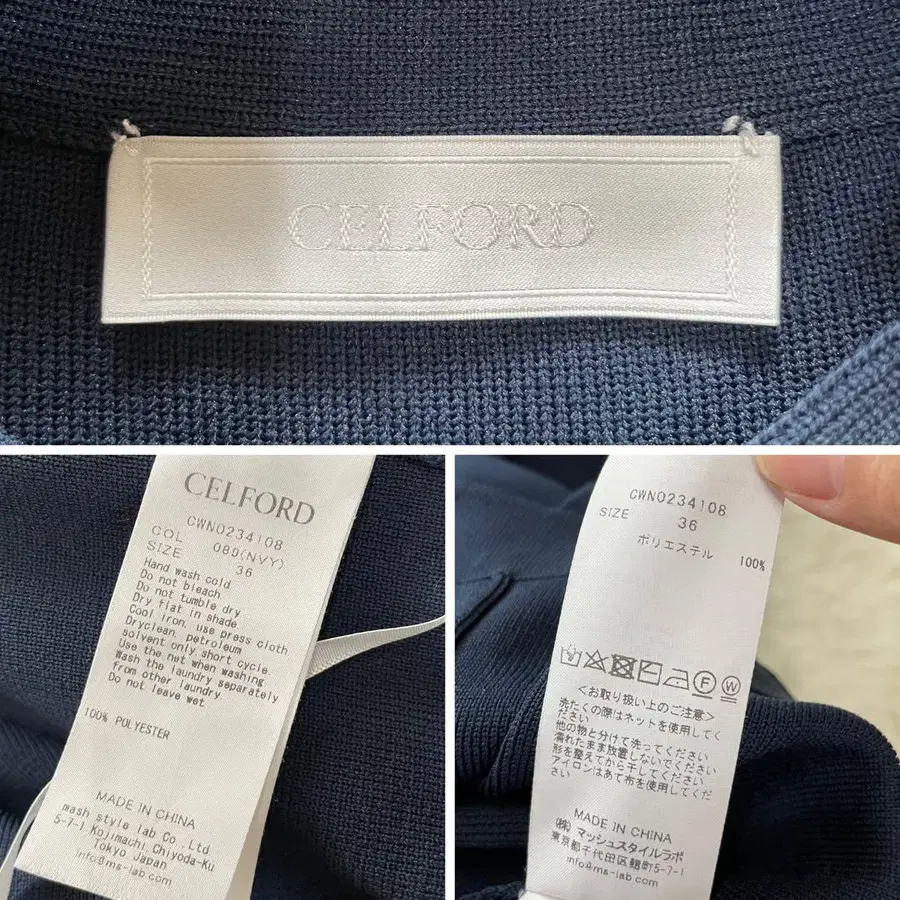 CELFORD
CELFORD
CWNO234108
COL 080(NVY)
SIZE 36
Hand wash cold
Do not bleach
Do not tumble dry
Dry flat in shade
Cool iron, use press cloth
Dryclean, petroleum
solvent only short cycle
Use the net when washing
Wash the laundry separately
from other laundry.
Do not leave wet
100% POLYESTER
MADE IN CHINA
mash style lab Co., Ltd
5-7-1 Kojimachi Chiyoda-Ku
Tokyo Japan
info@ms-lab.com
CWNO234108
SIZE 36
ポリエステル 100%
F W
<お取り扱い上のご注意>
洗たくの際はネットを使用してく
ださい
他の物と分けて洗ってください
濡れたまま放置しないでください
形を整えてから干してください
アイロンはあて布を使用してくだ
さい
MADE IN CHINA
(株)マッシュスタイルラボ
東京都千代田区麹町5-7-1
info@ms-lab.com